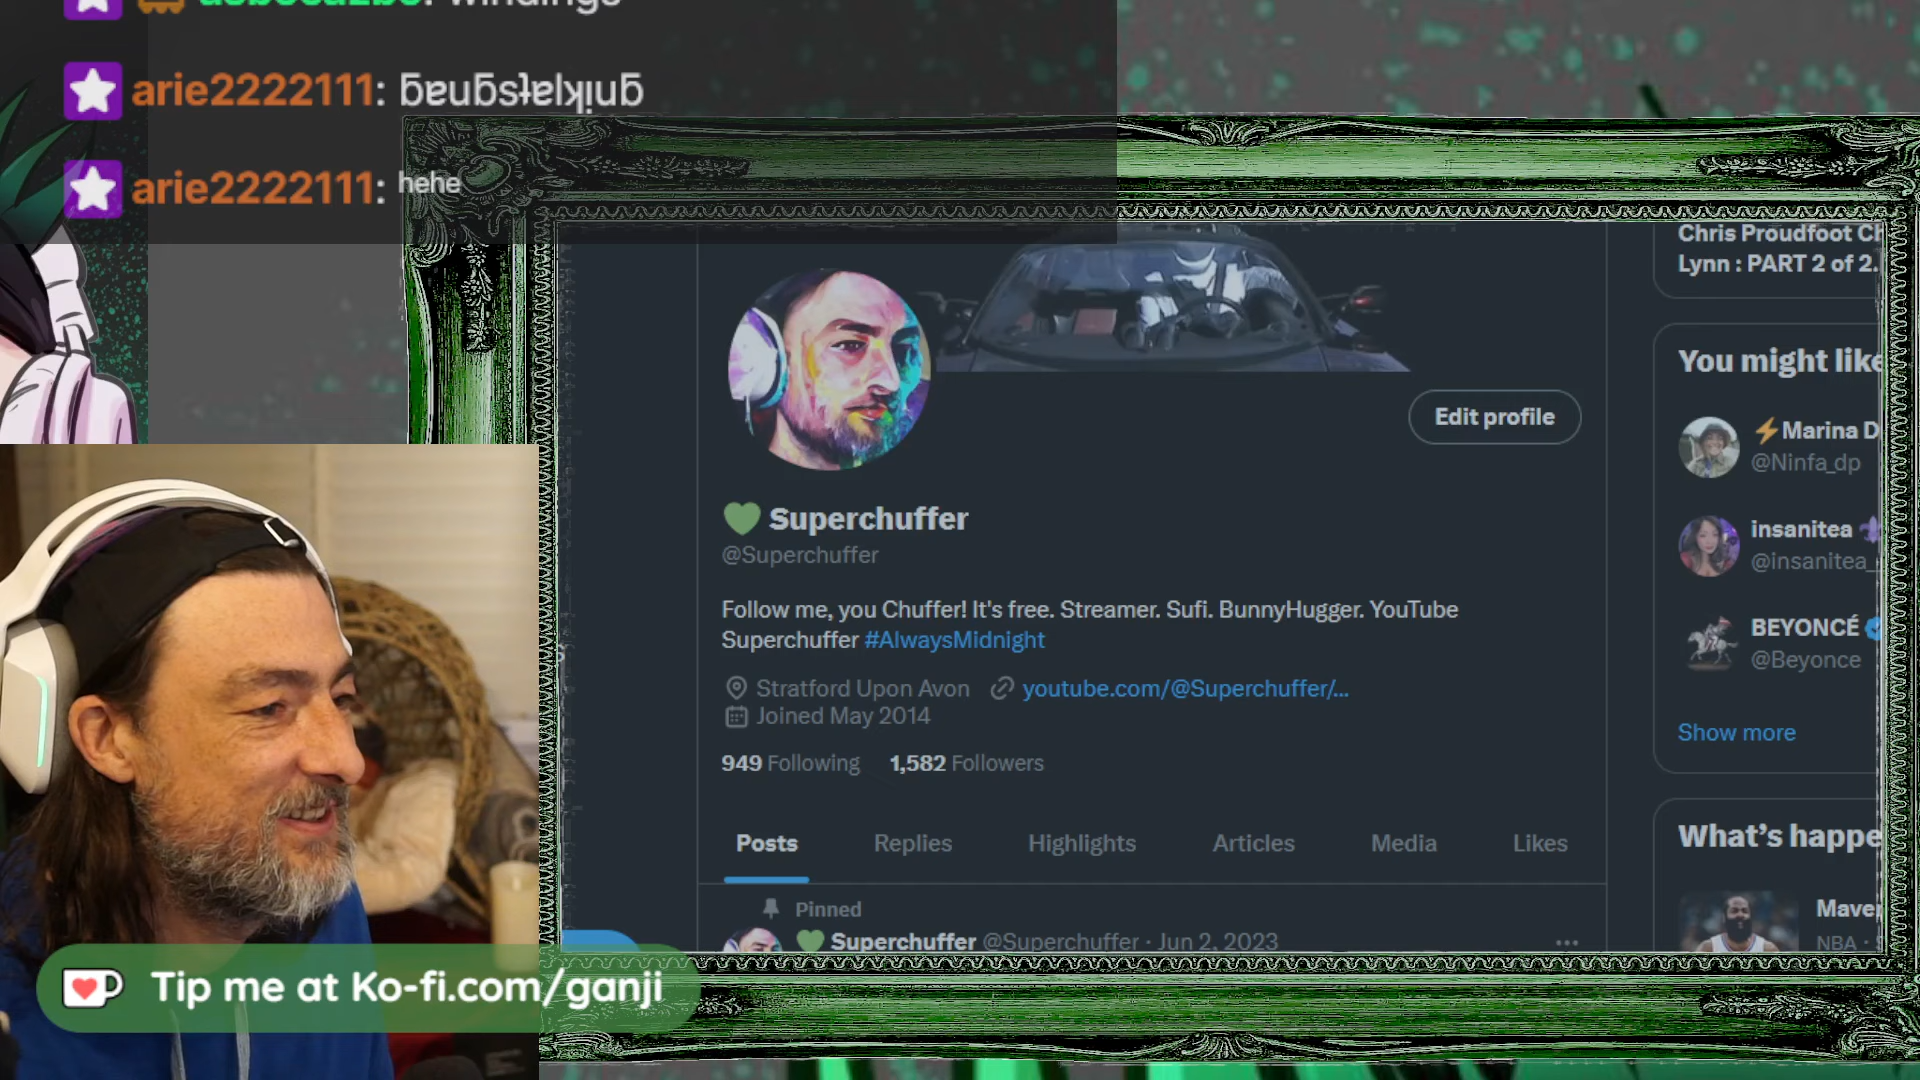 arie2222111: ƃɐuƃsʇɐlʞᴉuƃ
arie2222111: hehe
Chris Proudfoot
Lynn : PART 2 of 2.
Edit profile
Superchuffer
@Superchuffer
Follow me, you Chuffer! It's free. Streamer. Sufi. BunnyHugger. YouTube
Superchuffer #AlwaysMidnight
Stratford Upon Avon youtube.com/@Superchuffer/...
Joined May 2014
949 Following 1,582 Followers
Posts Replies Highlights Articles Media Likes
Pinned
Superchuffer @Superchuffer · Jun 2, 2023 ...
You might like
Marina D
@Ninfa_dp
insanitea
@insanitea_
BEYONCÉ
@Beyonce
Show more
What's happe
NBA
Tip me at Ko-fi.com/ganji